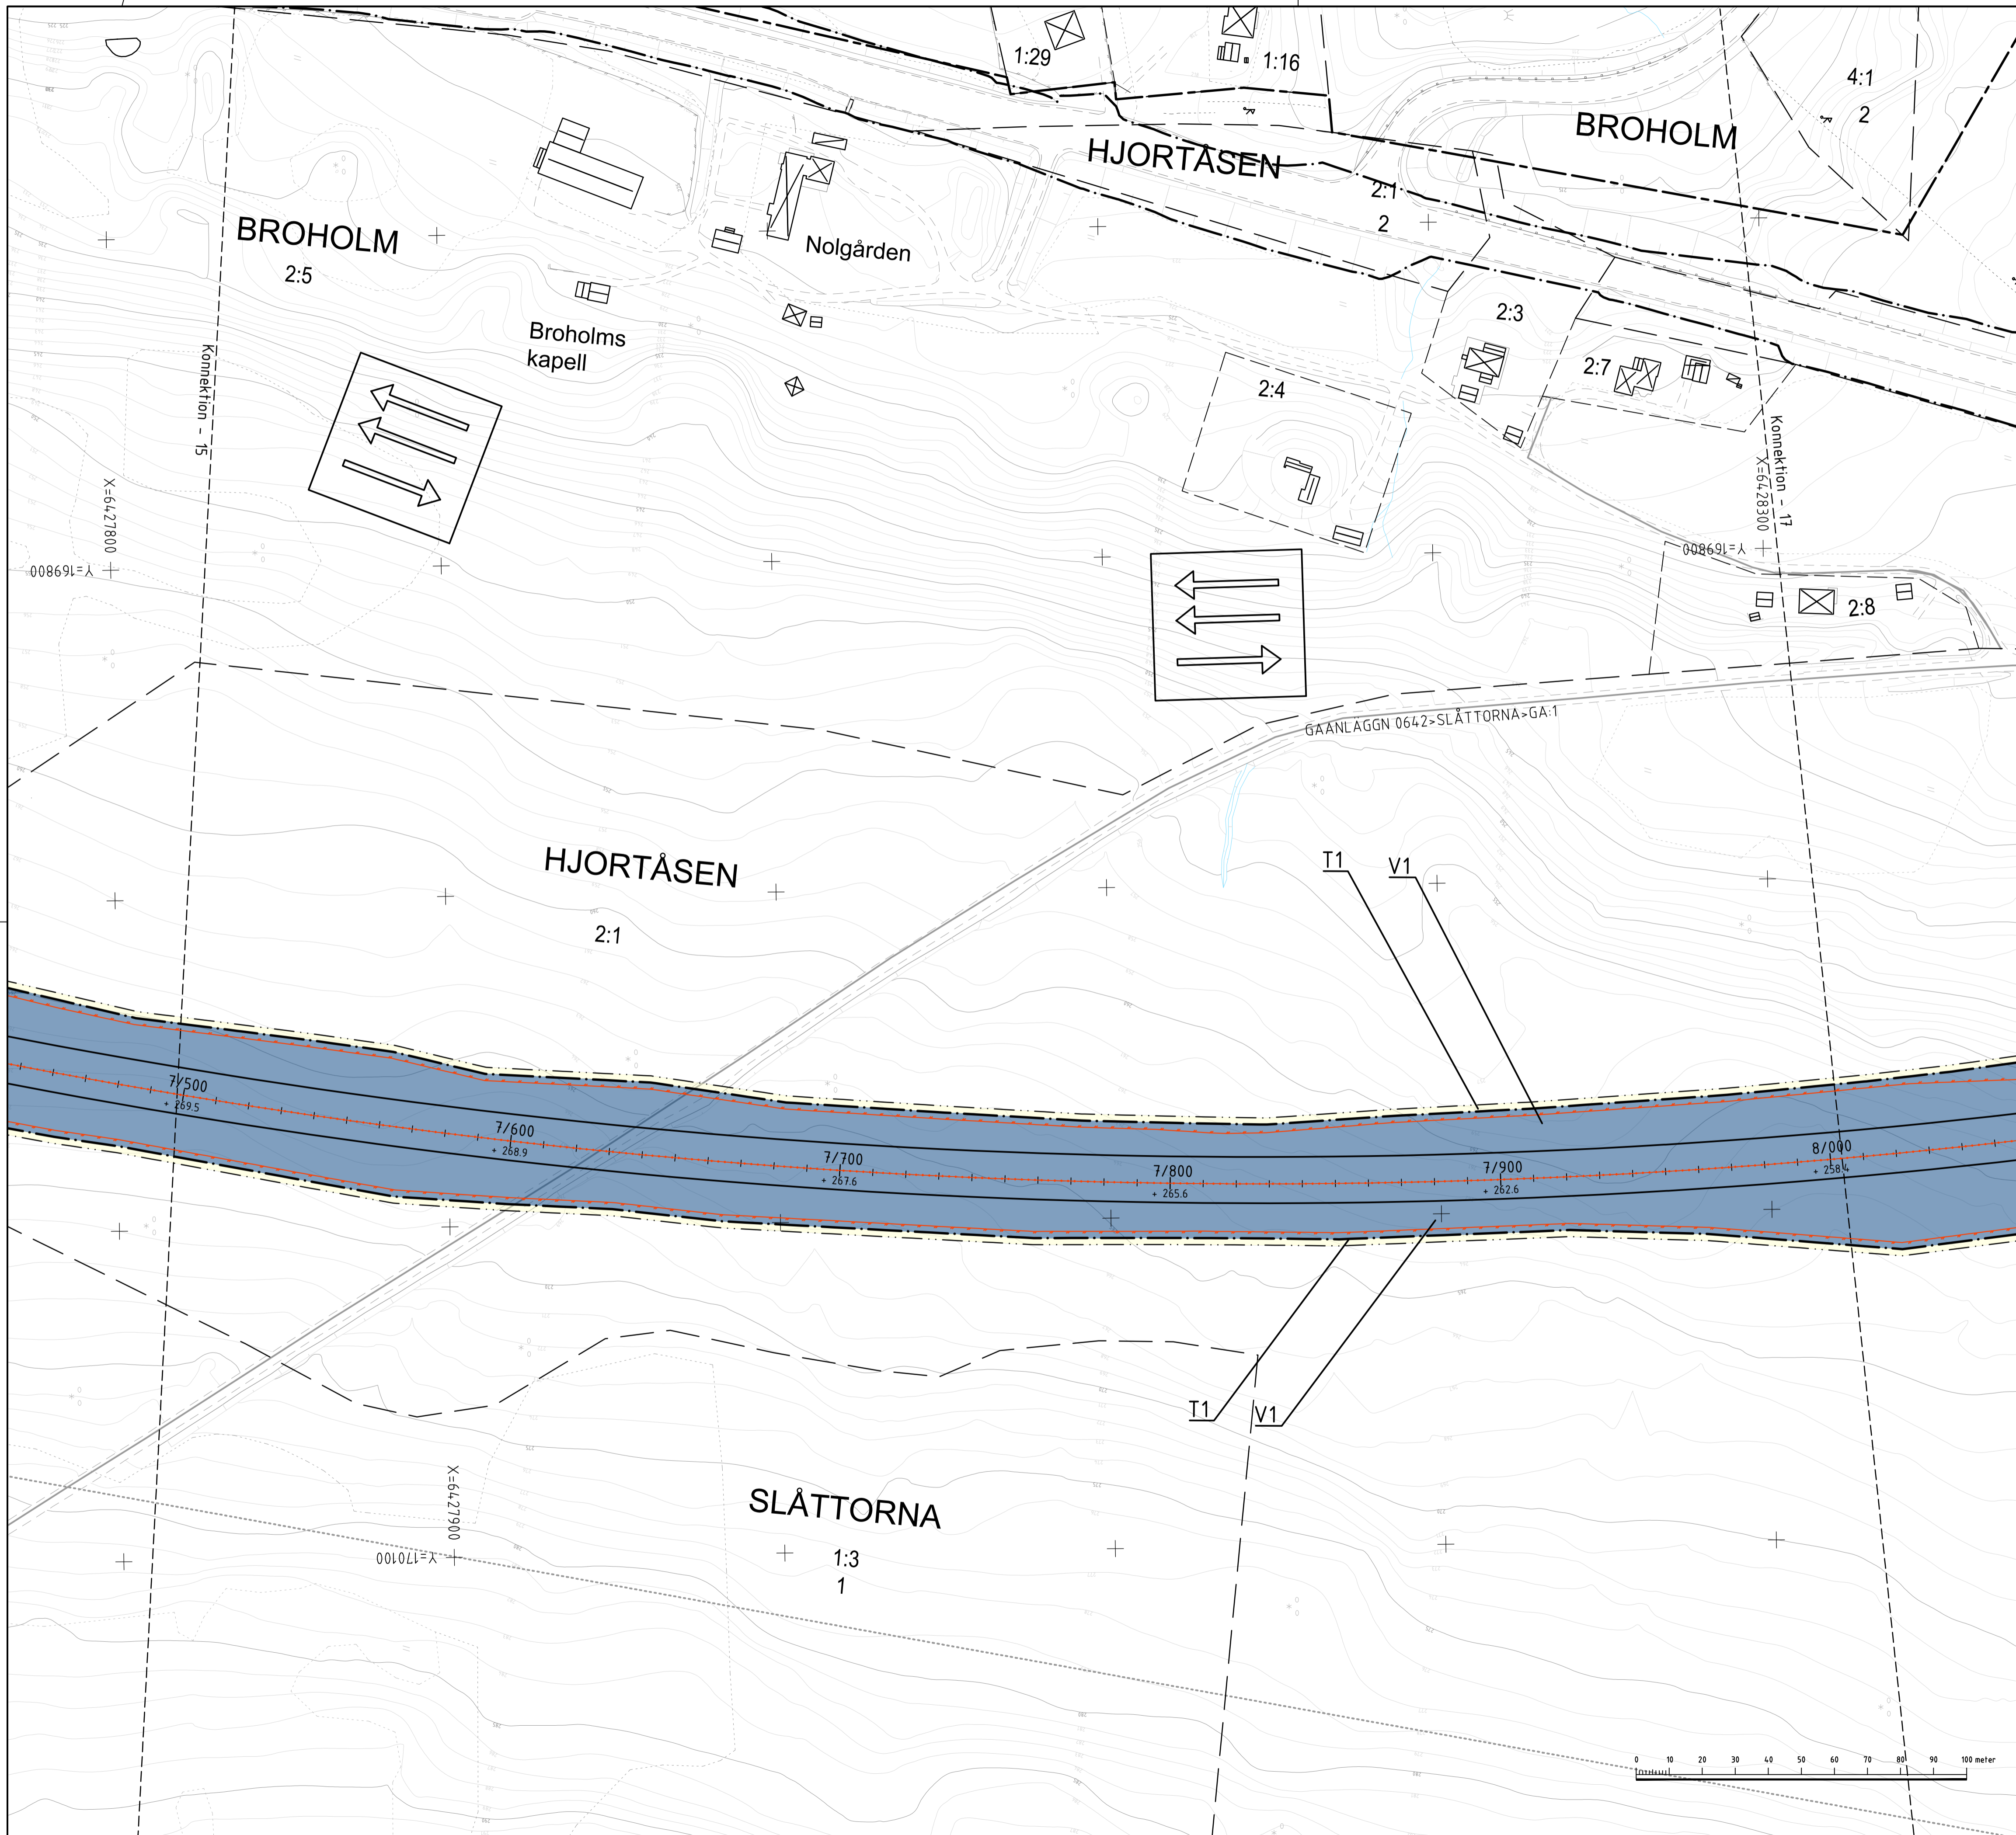 1:29
1:16
4:1
2
BROHOLM
HJORTÅSEN
2:1
2
BROHOLM
2:5
Nolgården
Broholms
kapell
2:3
2:7
2:4
Konnektion - 15
Konnektion - 17
X=6427800
Y=169800
X=6428300
Y=169800
2:8
GAANLÄGGN 0642>SLÅTTORNA>GA:1
HJORTÅSEN
2:1
T1
V1
7/500
+ 269.5
7/600
+ 268.9
7/700
+ 267.6
7/800
+ 265.6
7/900
+ 262.6
8/000
+ 258.4
T1
V1
X=6427900
Y=170100
SLÅTTORNA
1:3
1
0 10 20 30 40 50 60 70 80 90 100 meter